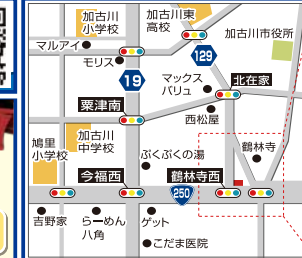 加古川
小学校
加古川東
高校
加古川市役所
マルアイ
モリス
19
129
マックス
バリュ
北在家
粟津南
西松屋
鳩里
小学校
加古川
中学校
ぷくぷくの湯
鶴林寺
今福西
鶴林寺西
250
吉野家
らーめん
八角
ゲット
こだま医院